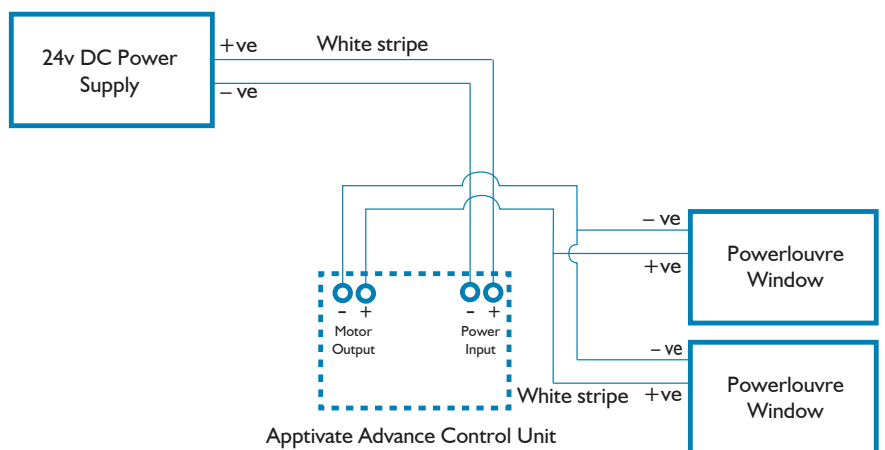 24v DC Power
Supply
+ve
White stripe
– ve
– ve
+ve
Powerlouvre
Window
- +
Motor
Output
- +
Power
Input
– ve
White stripe
+ve
Powerlouvre
Window
Apptivate Advance Control Unit